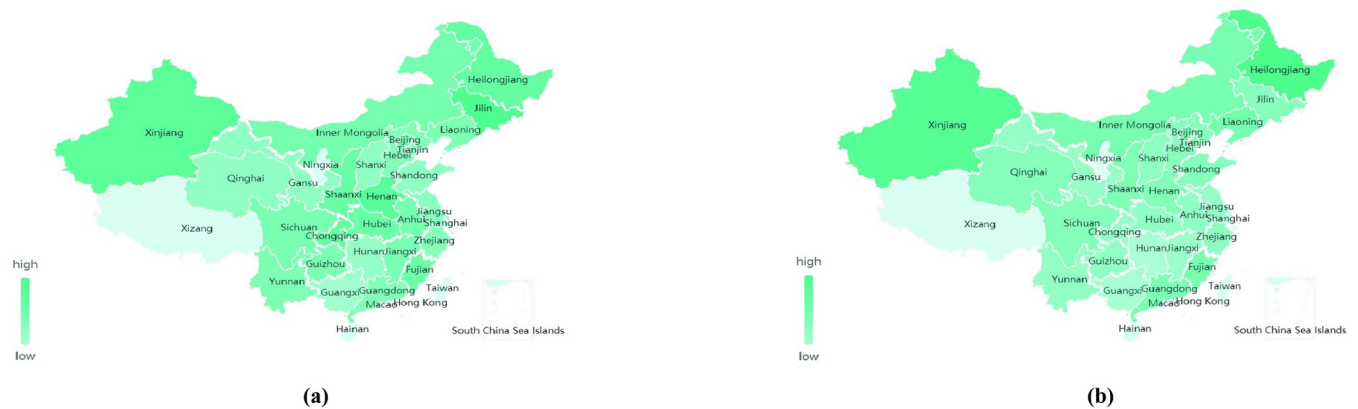 Heilongjiang
Jilin
Xinjiang
Inner Mongolia
Liaoning
Beijing
Tianjin
Hebei
Ningxia
Shanxi
Qinghai
Gansu
Shandong
Shaanxi
Henan
Jiangsu
Anhui
Shanghai
Xizang
Sichuan
Hubei
Chongqing
Zhejiang
Hunan
Jiangxi
Guizhou
Fujian
Yunnan
Guangxi
Guangdong
Taiwan
Macao
Hong Kong
Hainan
South China Sea Islands
high
low
(a)
Heilongjiang
Jilin
Xinjiang
Inner Mongolia
Liaoning
Beijing
Tianjin
Hebei
Ningxia
Shanxi
Qinghai
Gansu
Shandong
Shaanxi
Henan
Jiangsu
Anhui
Shanghai
Xizang
Sichuan
Hubei
Chongqing
Zhejiang
Hunan
Jiangxi
Guizhou
Fujian
Yunnan
Guangxi
Guangdong
Taiwan
Macao
Hong Kong
Hainan
South China Sea Islands
high
low
(b)